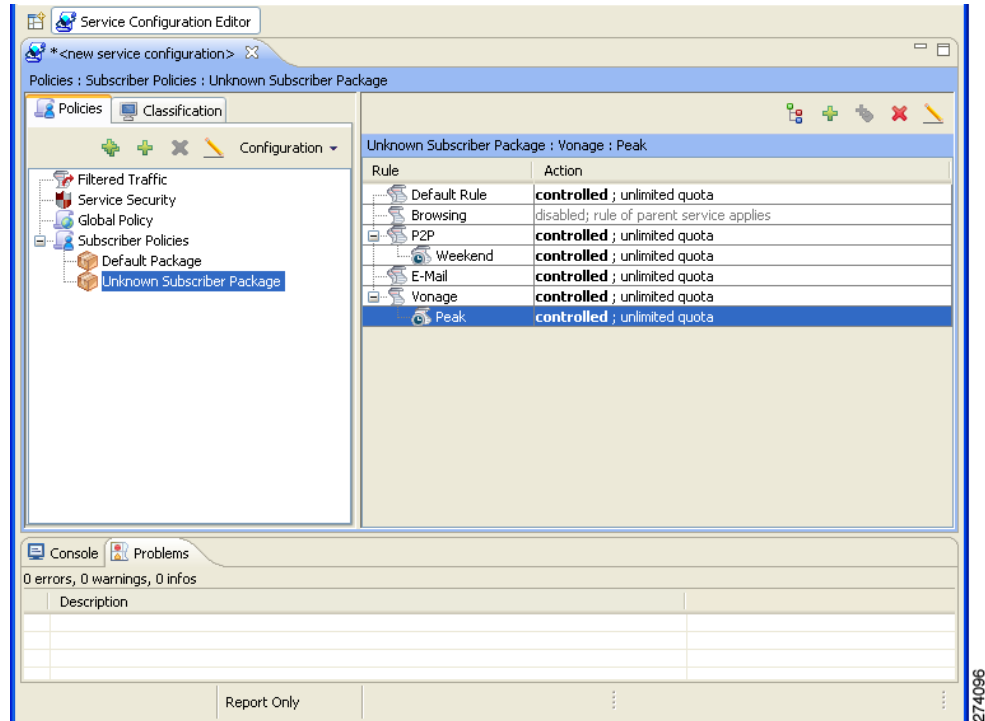 Service Configuration Editor
*<new service configuration>
Policies : Subscriber Policies : Unknown Subscriber Package
Policies
Classification
Configuration
Filtered Traffic
Service Security
Global Policy
Subscriber Policies
Default Package
Unknown Subscriber Package
Unknown Subscriber Package : Vonage : Peak
Rule Action
Default Rule controlled ; unlimited quota
Browsing disabled; rule of parent service applies
P2P controlled ; unlimited quota
Weekend controlled ; unlimited quota
E-Mail controlled ; unlimited quota
Vonage controlled ; unlimited quota
Peak controlled ; unlimited quota
Console Problems
0 errors, 0 warnings, 0 infos
Description
Report Only
274096